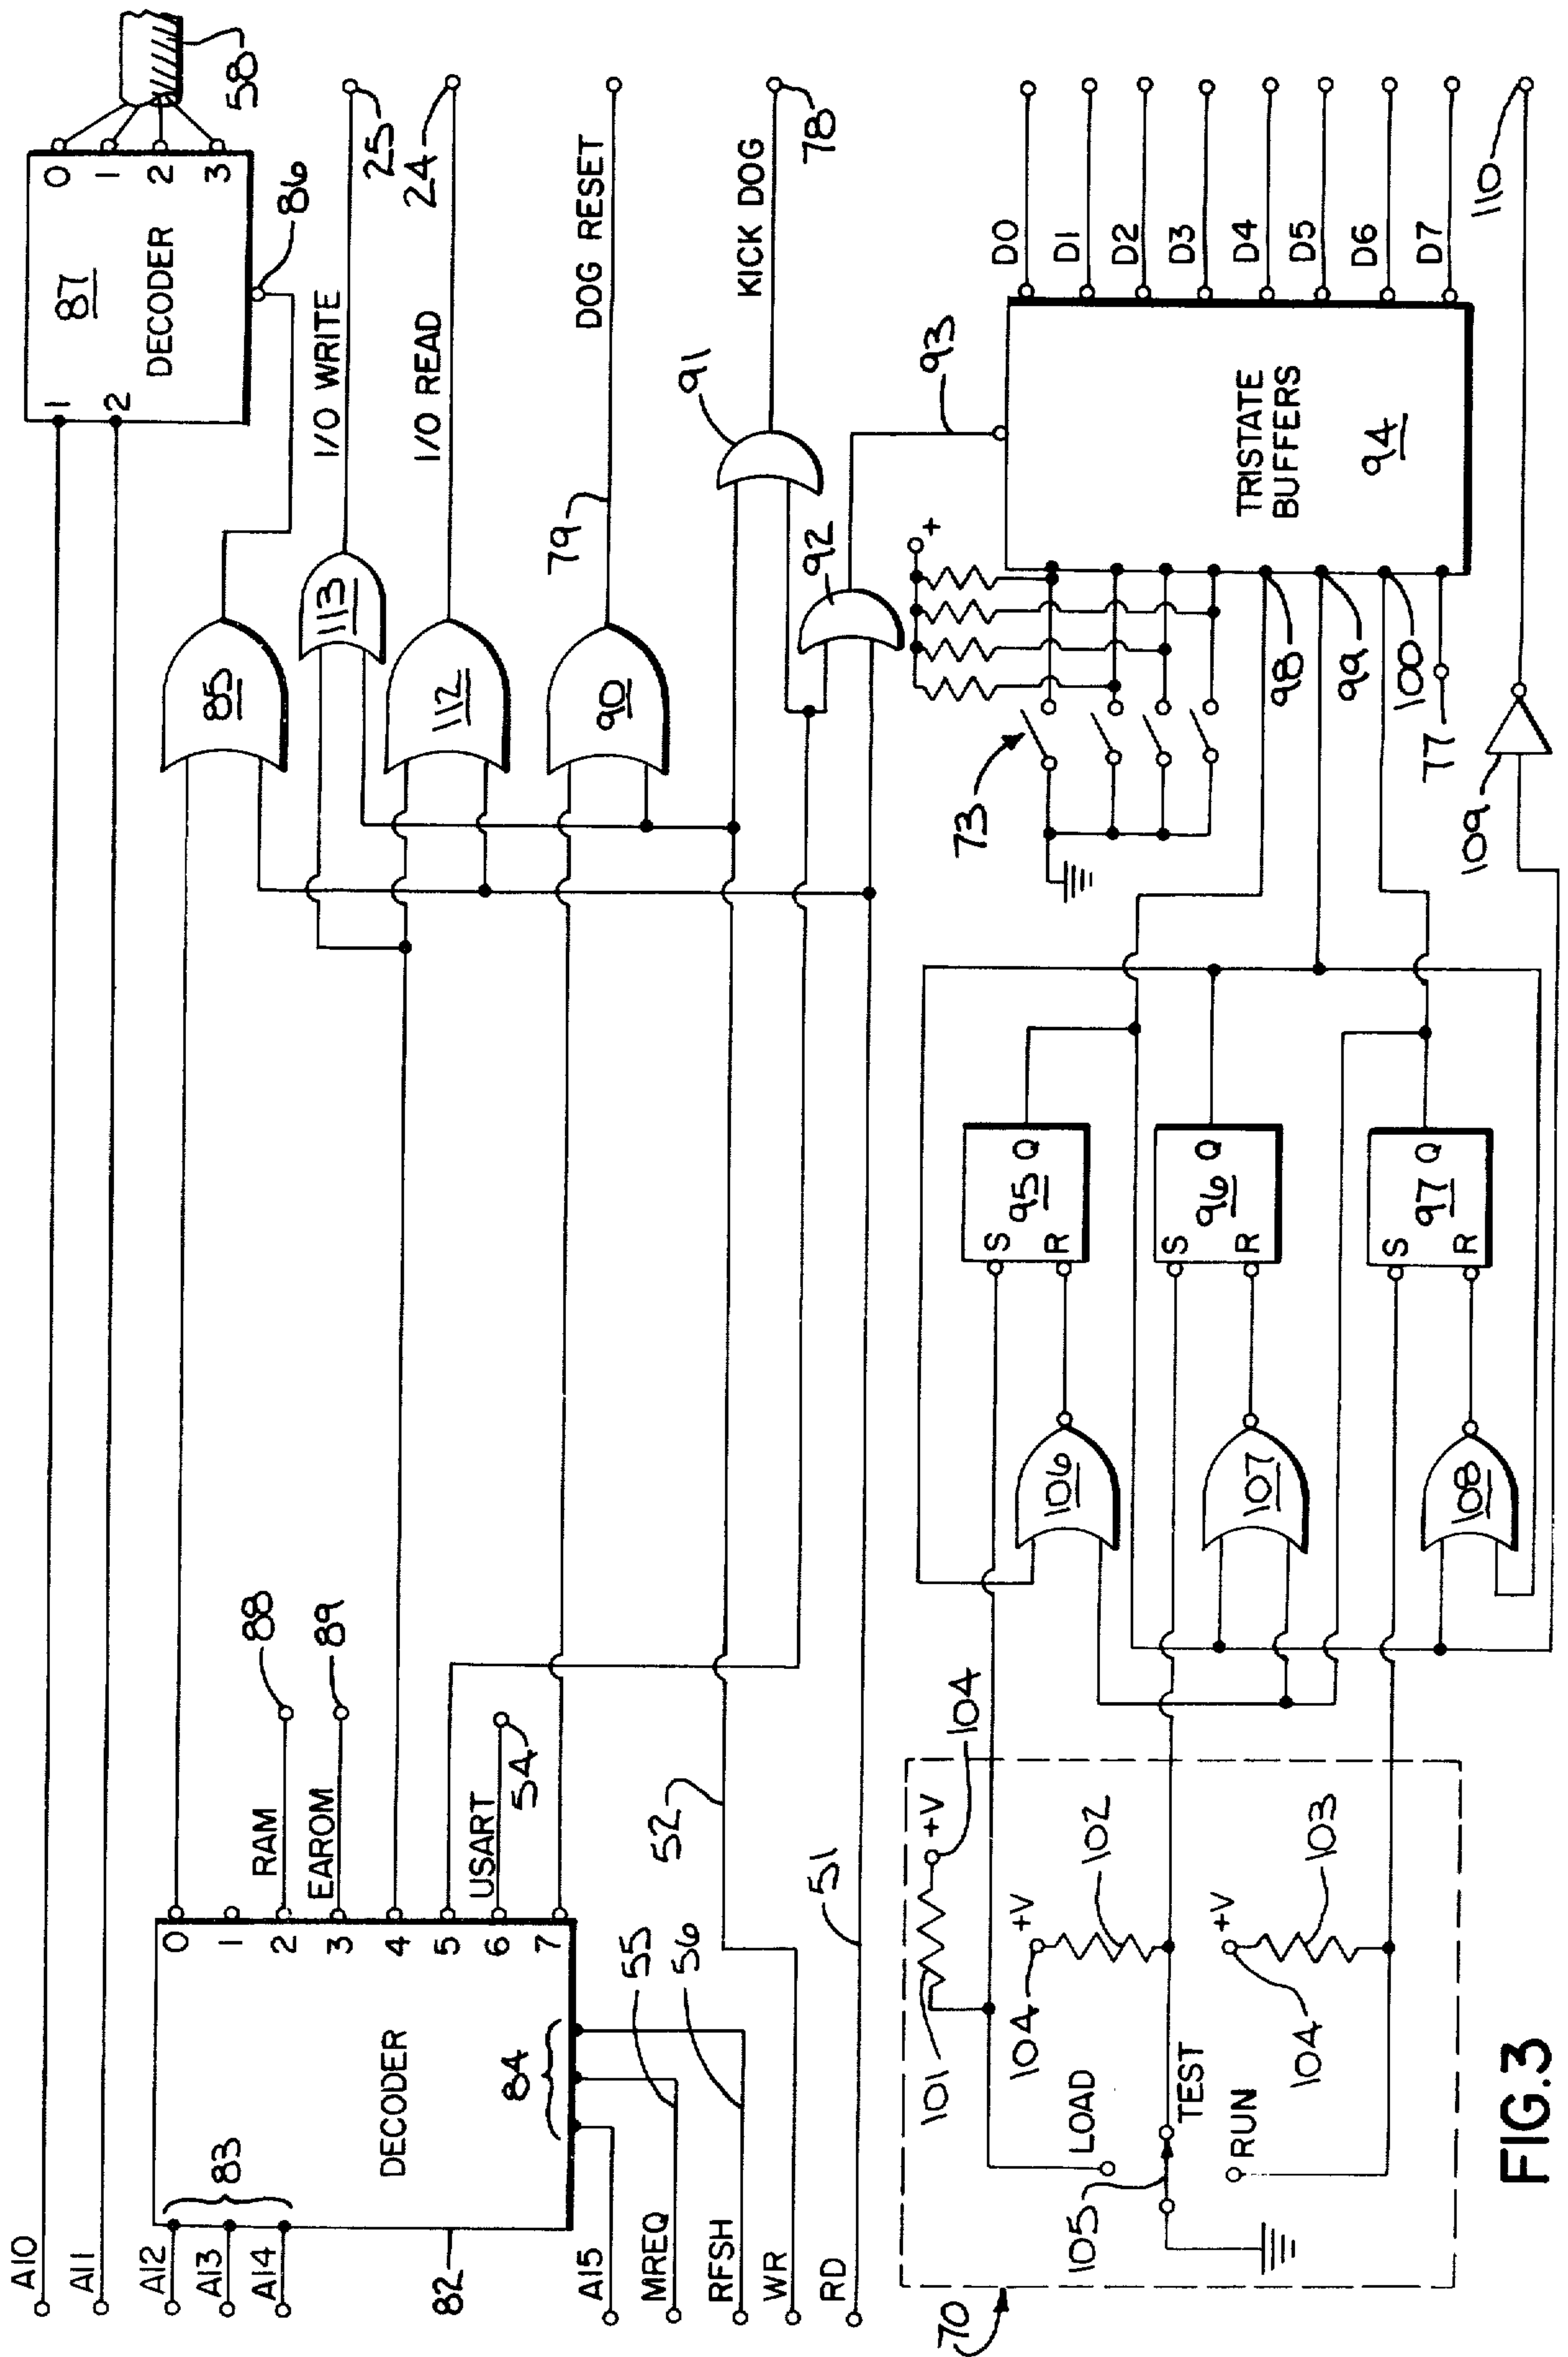 A10
A11
A12
A13
A14
83
82
DECODER
84
0
1
2
3
4
5
6
7
RAM
88
EAROM
89
USART
54
A15
MREQ
RFSH
WR
RD
55
56
52
51
1
2
87
DECODER
0
1
2
3
58
86
85
113
112
90
91
92
I/O WRITE
25
I/O READ
24
79
DOG RESET
KICK DOG
78
93
TRISTATE
BUFFERS
94
D0
D1
D2
D3
D4
D5
D6
D7
110
+
73
98
99
100
77
109
S
R
95
Q
S
R
96
Q
S
R
97
Q
106
107
108
70
101
+V
104
104
+V
102
+V
104
103
LOAD
TEST
RUN
105
FIG.3